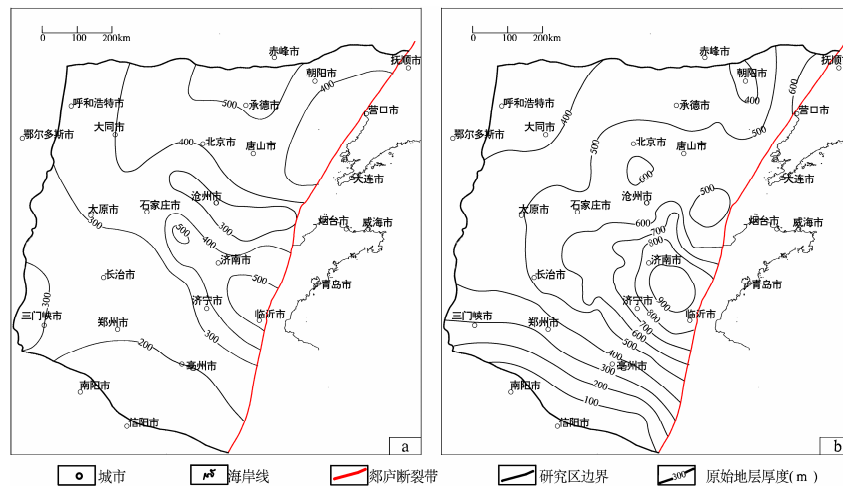 0 100 200km
赤峰市
朝阳市
抚顺市
400
呼和浩特市
500
承德市
营口市
大同市
鄂尔多斯市
400
北京市
唐山市
大连市
沧州市
太原市
石家庄市
300
300
烟台市
威海市
500
400
济南市
长治市
500
青岛市
300
济宁市
三门峡市
郑州市
临沂市
300
200
亳州市
南阳市
信阳市
a
0 100 200km
赤峰市
朝阳市
抚顺市
600
400
呼和浩特市
400
承德市
营口市
大同市
500
鄂尔多斯市
500
北京市
唐山市
600
大连市
沧州市
500
太原市
石家庄市
600
烟台市
威海市
700
800
济南市
长治市
900
青岛市
济宁市
三门峡市
郑州市
800
临沂市
700
600
500
400
300
亳州市
200
南阳市
100
信阳市
b
城市
海岸线
郯庐断裂带
研究区边界
300
原始地层厚度(m)